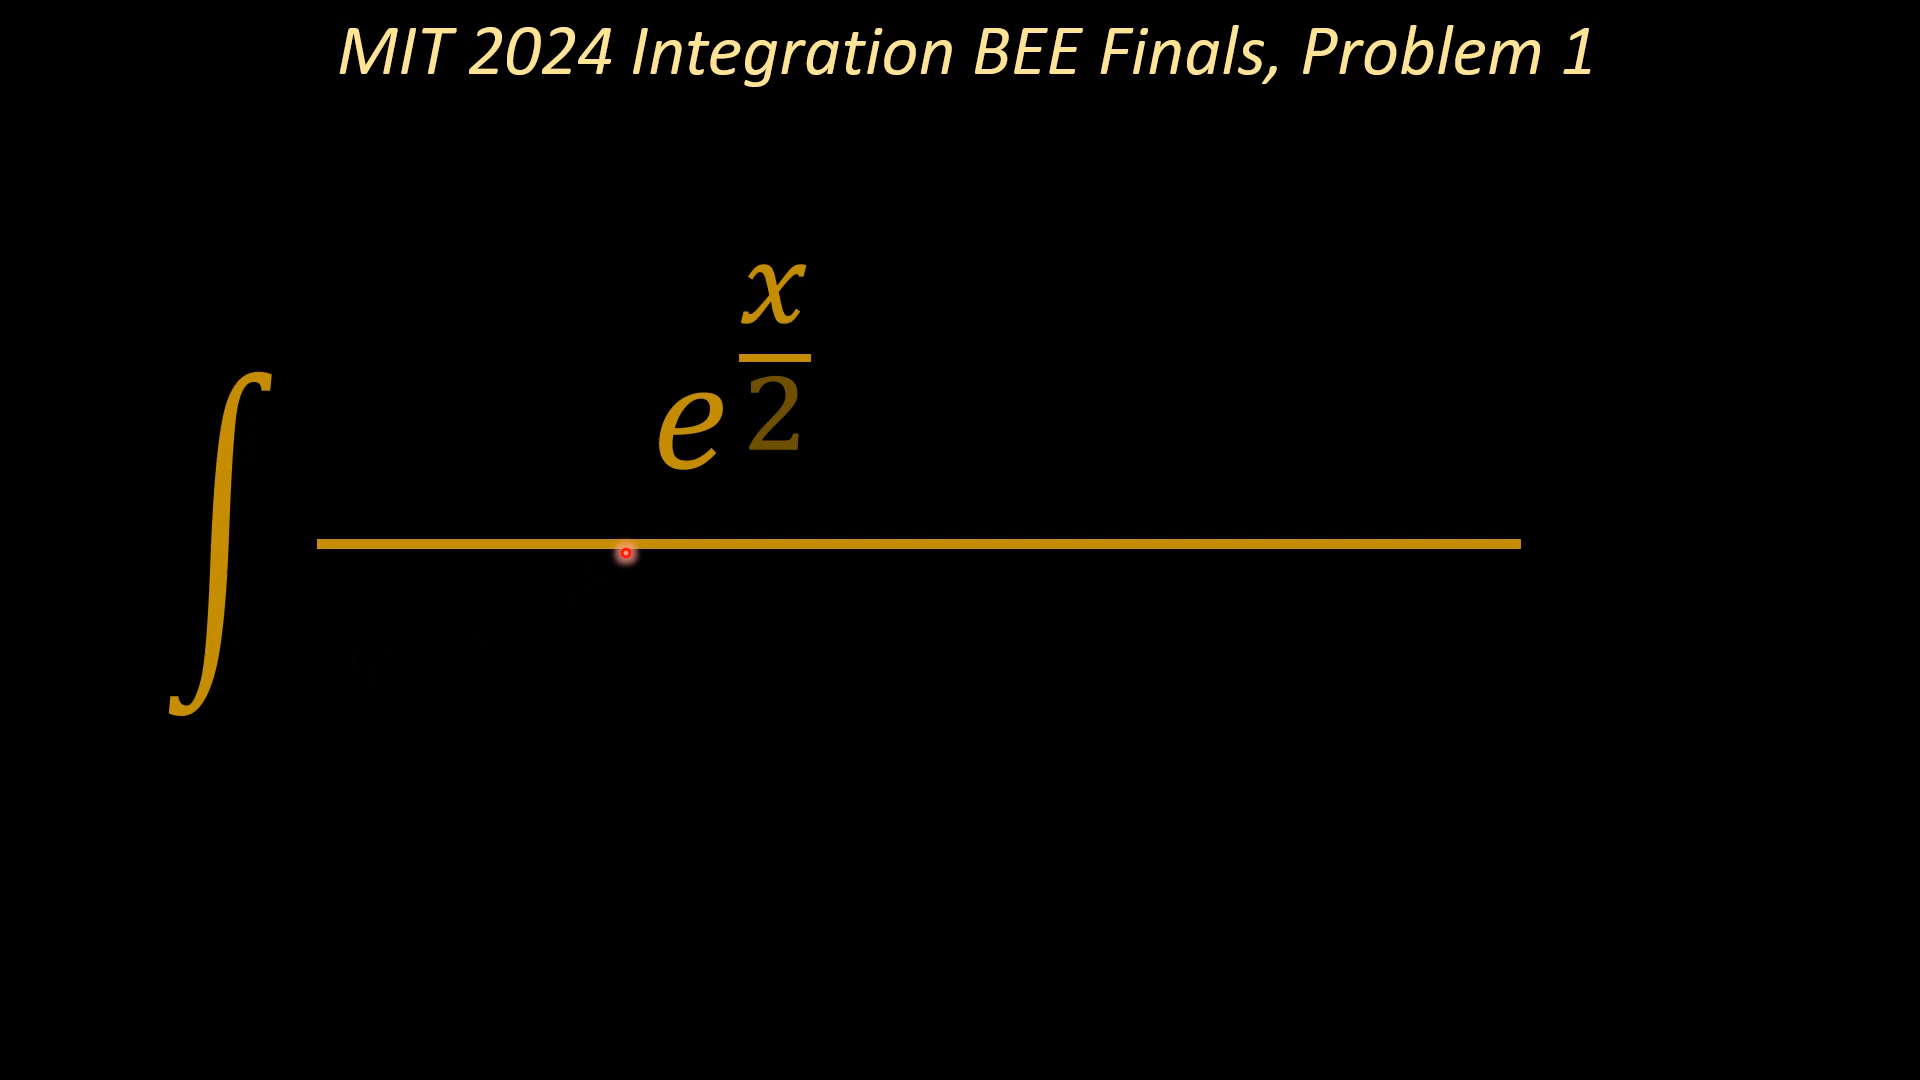 MIT 2024 Integration BEE Finals, Problem 1
∫ e^(x/2)